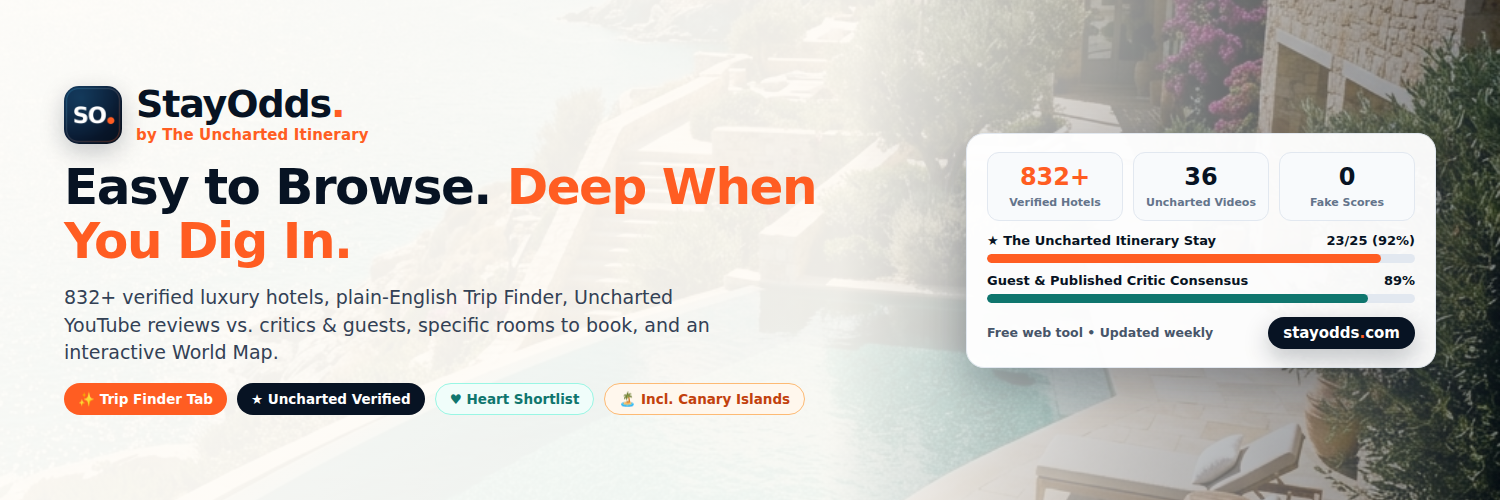 SO.
StayOdds.
by The Uncharted Itinerary
Easy to Browse. Deep When
You Dig In.
832+ verified luxury hotels, plain-English Trip Finder, Uncharted
YouTube reviews vs. critics & guests, specific rooms to book, and an
interactive World Map.
✨ Trip Finder Tab
★ Uncharted Verified
♥ Heart Shortlist
🏝️ Incl. Canary Islands
832+
Verified Hotels
36
Uncharted Videos
0
Fake Scores
★ The Uncharted Itinerary Stay 23/25 (92%)
Guest & Published Critic Consensus 89%
Free web tool • Updated weekly
stayodds.com